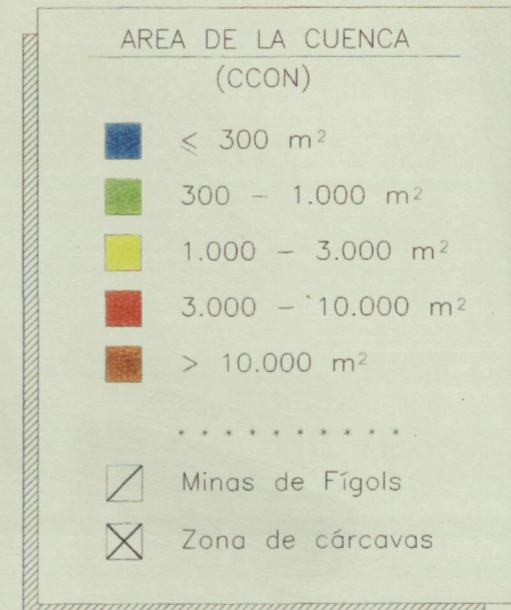 AREA DE LA CUENCA
(CCON)
≤ 300 m²
300 – 1.000 m²
1.000 – 3.000 m²
3.000 – 10.000 m²
> 10.000 m²
* * * * * * * * * *
Minas de Fígols
Zona de cárcavas